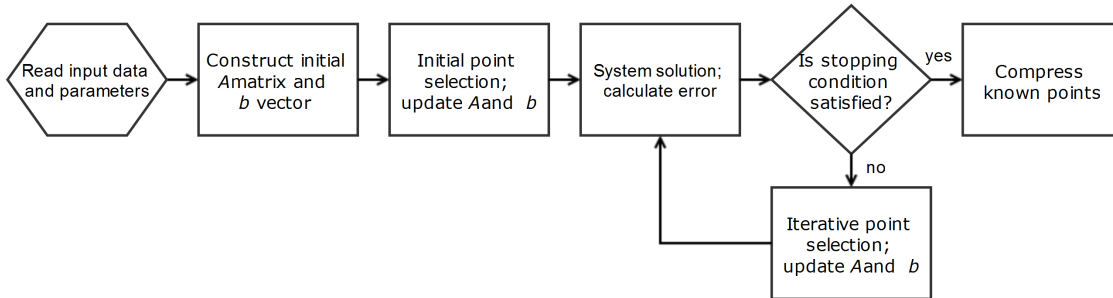 Read input data
and parameters
Construct initial
Amatrix and
b vector
Initial point
selection;
update Aand b
System solution;
calculate error
Is stopping
condition
satisfied?
yes
Compress
known points
no
Iterative point
selection;
update Aand b